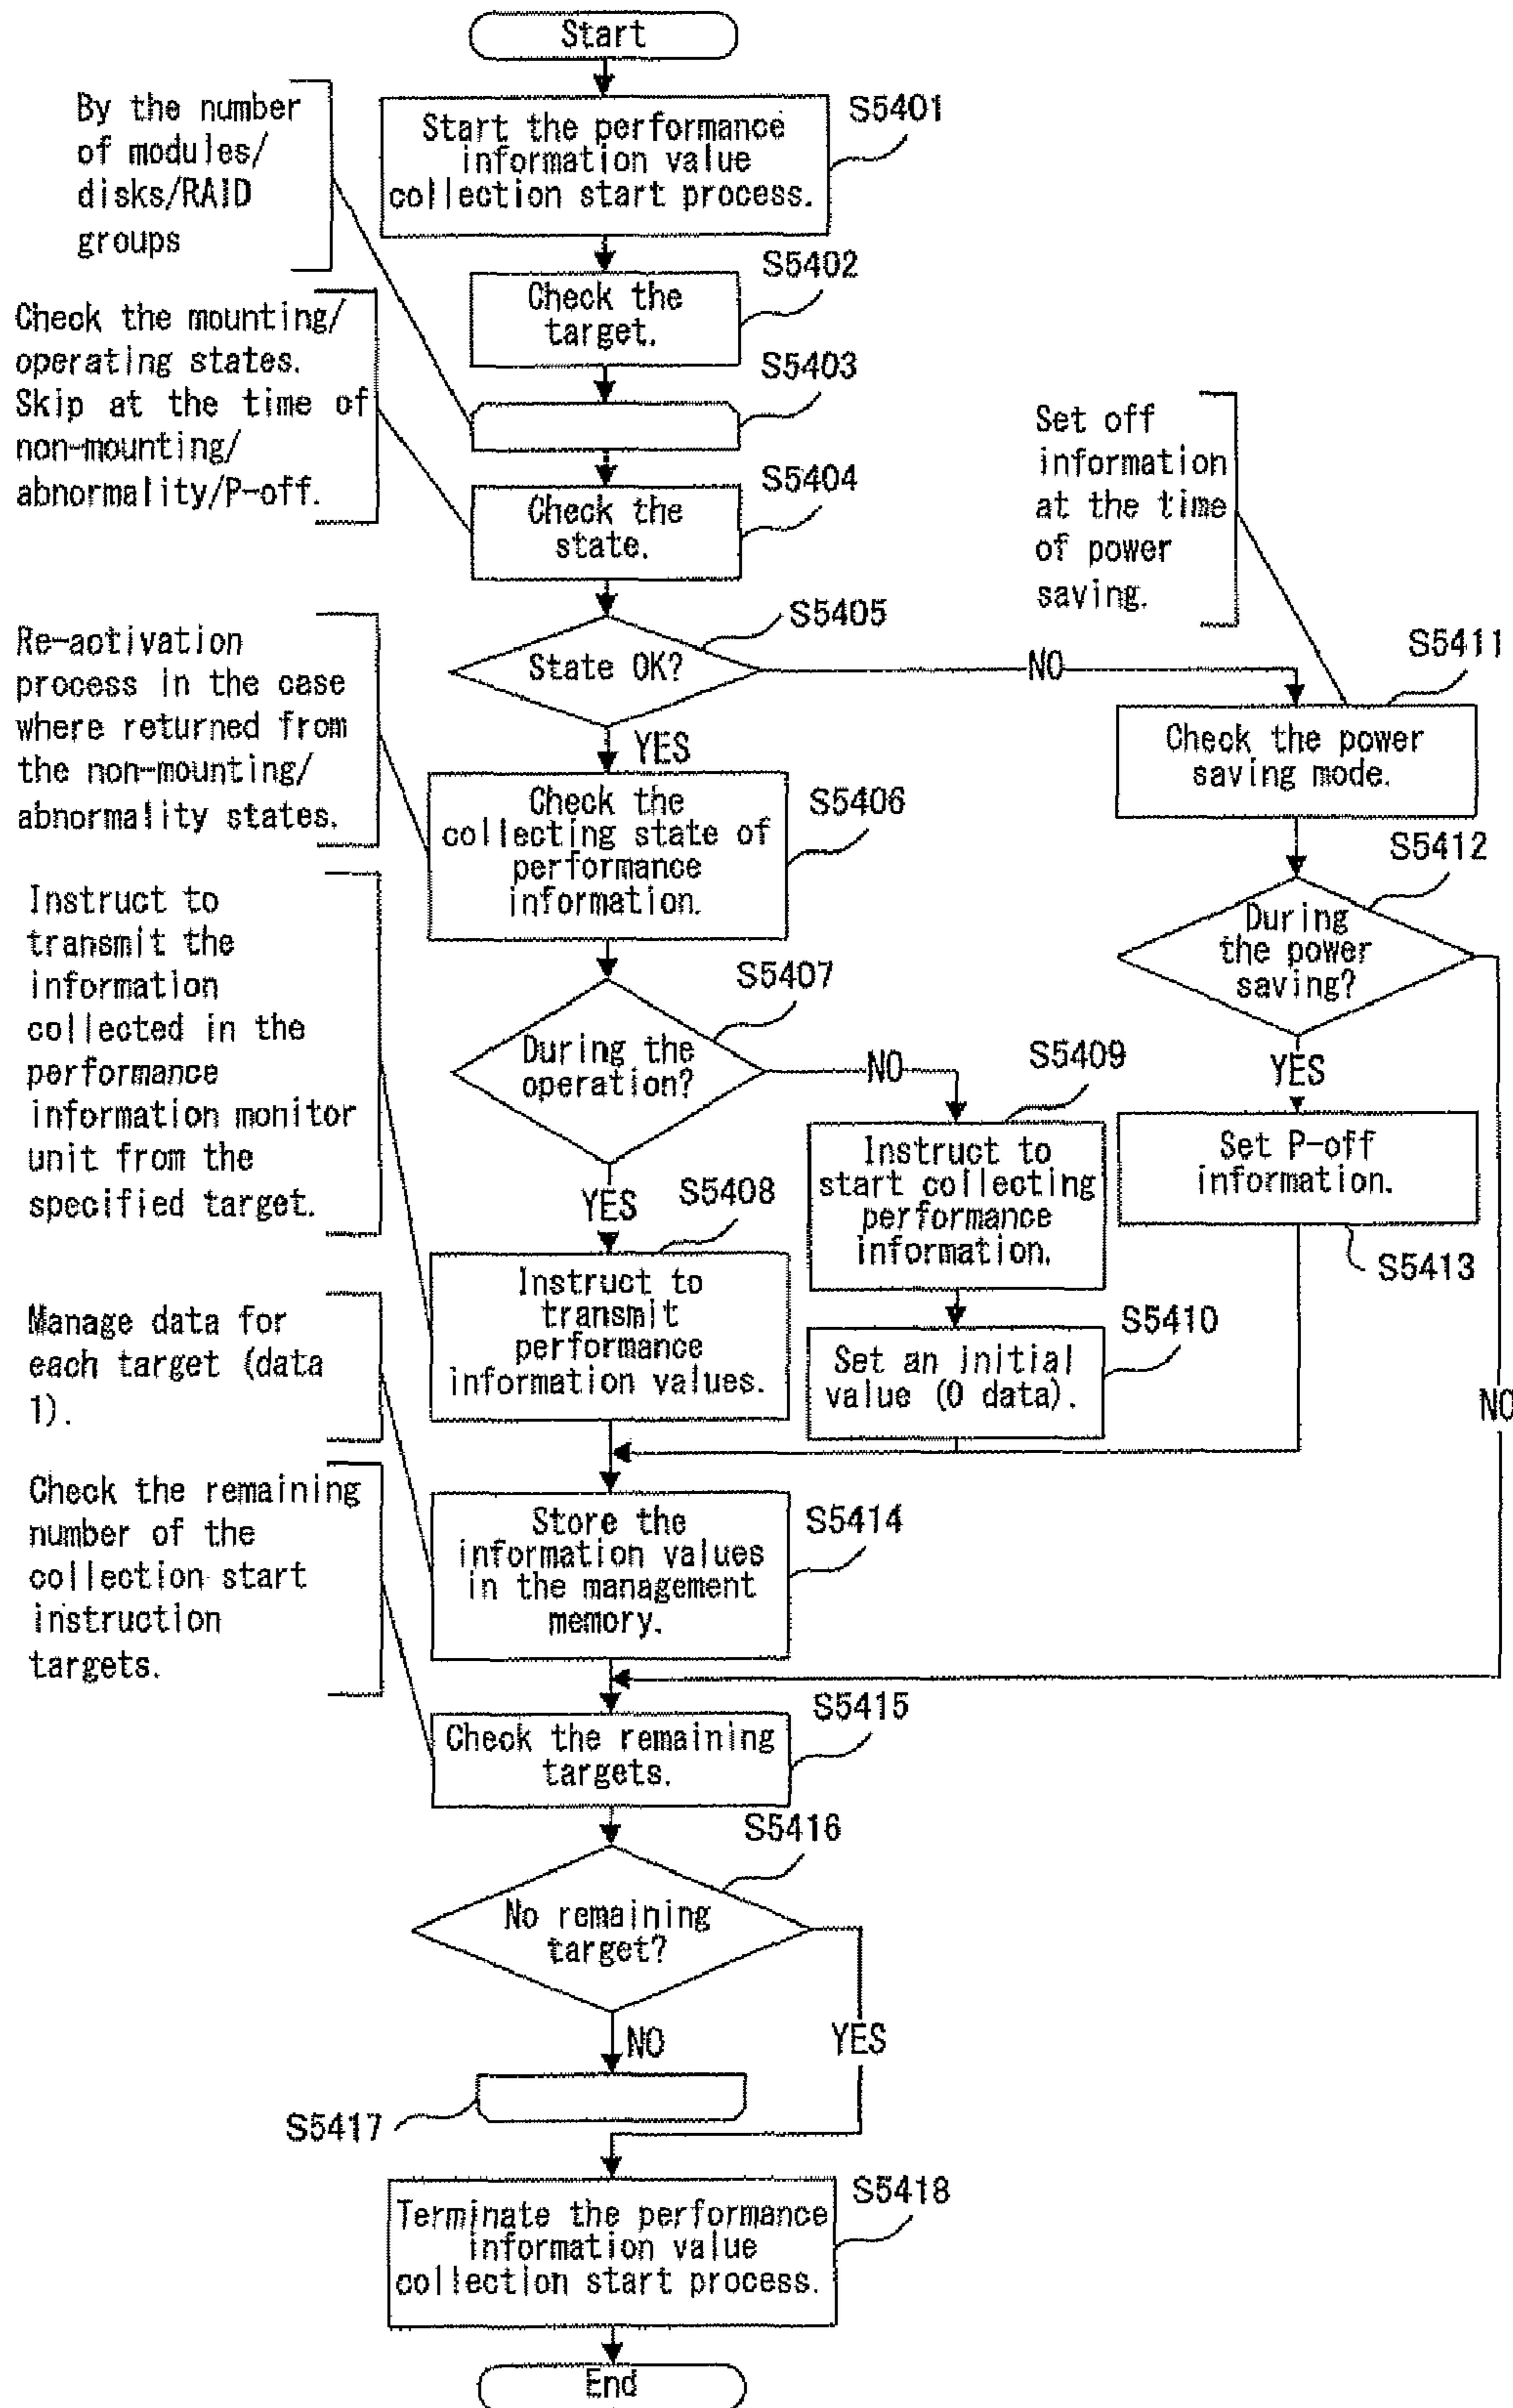 Start
By the number
of modules/
disks/RAID
groups
Start the performance
information value
collection start process.
S5401
Check the
target.
S5402
S5403
Check the mounting/
operating states.
Skip at the time of
non-mounting/
abnormality/P-off.
Check the
state.
S5404
Set off
information
at the time
of power
saving.
State OK?
S5405
NO
YES
Re-activation
process in the case
where returned from
the non-mounting/
abnormality states.
Check the power
saving mode.
S5411
Check the
collecting state of
performance
information.
S5406
During
the power
saving?
S5412
YES
NO
Instruct to
transmit the
information
collected in the
performance
information monitor
unit from the
specified target.
During the
operation?
S5407
NO
YES
Instruct to
start collecting
performance
information.
S5409
Set P-off
information.
S5413
Instruct to
transmit
performance
information values.
S5408
Set an initial
value (0 data).
S5410
Manage data for
each target (data
1).
Store the
information values
in the management
memory.
S5414
Check the remaining
number of the
collection start
instruction
targets.
Check the remaining
targets.
S5415
No remaining
target?
S5416
NO
YES
S5417
Terminate the performance
information value
collection start process.
S5418
End